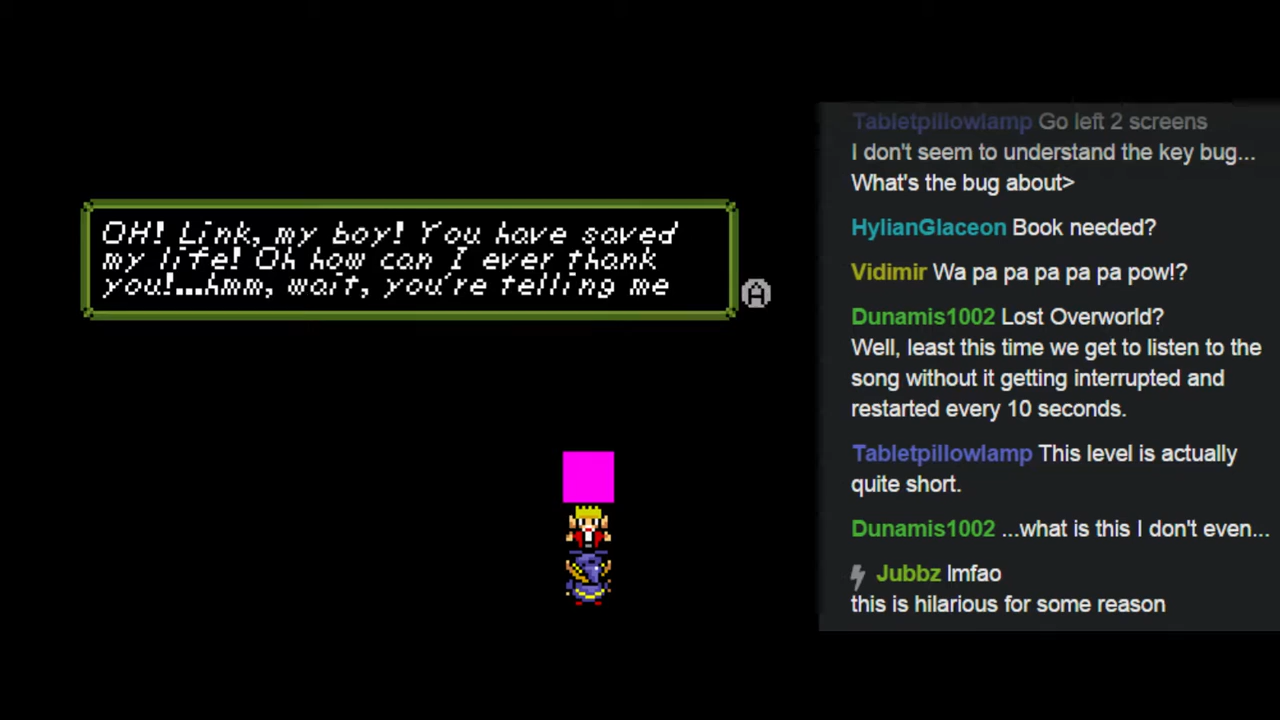 OH! Link, my boy! You have saved
my life! Oh how can I ever thank
you!...hmm, wait, you're telling me
A
Tabletpillowlamp Go left 2 screens
I don't seem to understand the key bug...
What's the bug about>
HylianGlaceon Book needed?
Vidimir Wa pa pa pa pa pa pow!?
Dunamis1002 Lost Overworld?
Well, least this time we get to listen to the
song without it getting interrupted and
restarted every 10 seconds.
Tabletpillowlamp This level is actually
quite short.
Dunamis1002 ...what is this I don't even...
Jubbz lmfao
this is hilarious for some reason